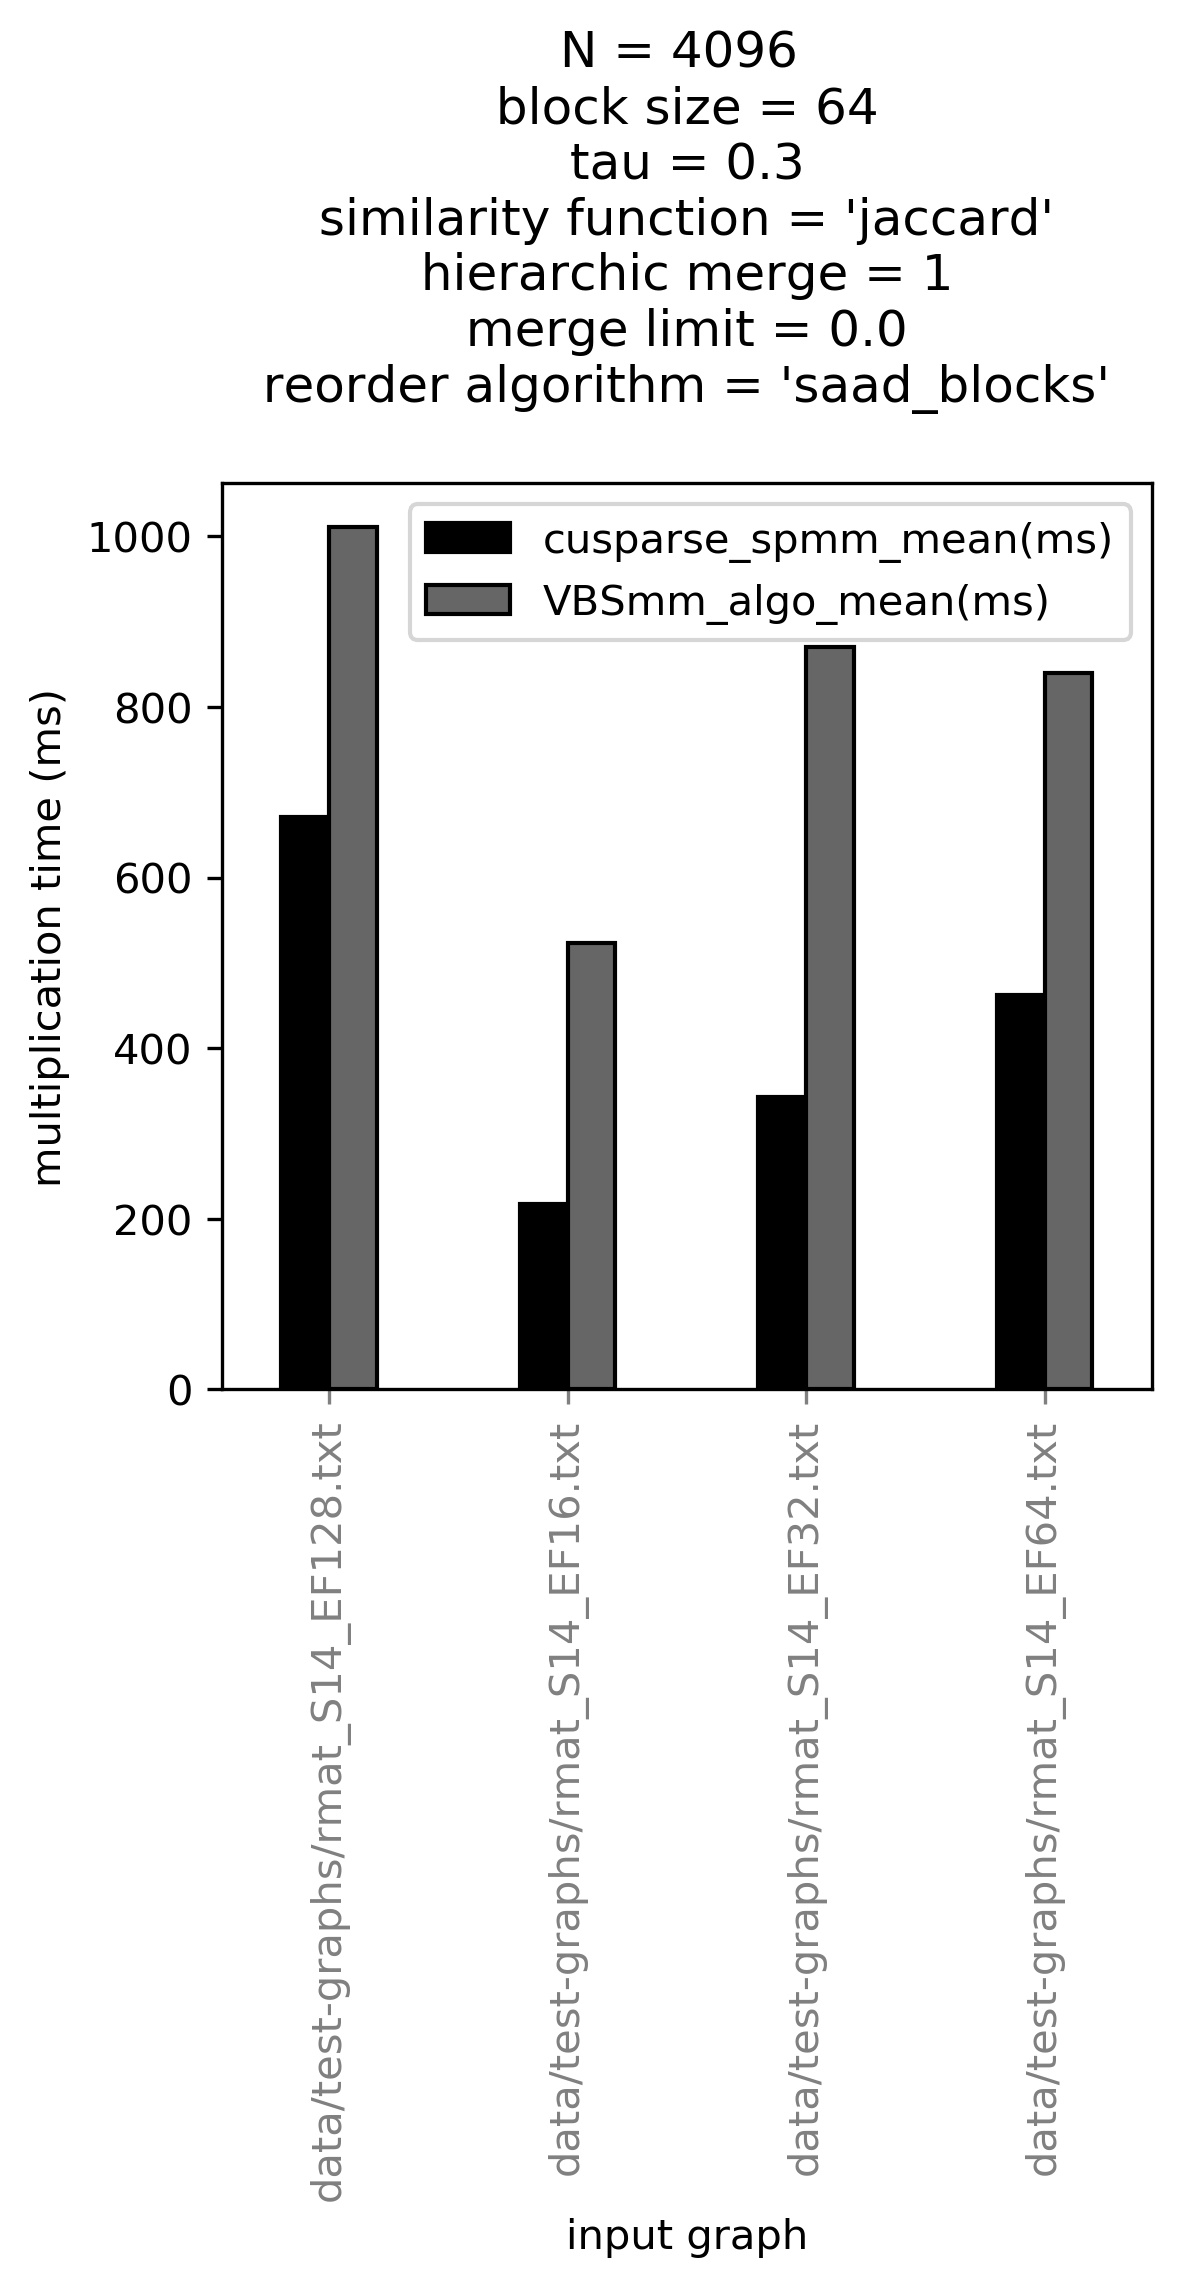 N = 4096
block size = 64
tau = 0.3
similarity function = 'jaccard'
hierarchic merge = 1
merge limit = 0.0
reorder algorithm = 'saad_blocks'
cusparse_spmm_mean(ms)
VBSmm_algo_mean(ms)
multiplication time (ms)
1000
800
600
400
200
0
data/test-graphs/rmat_S14_EF128.txt
data/test-graphs/rmat_S14_EF16.txt
data/test-graphs/rmat_S14_EF32.txt
data/test-graphs/rmat_S14_EF64.txt
input graph